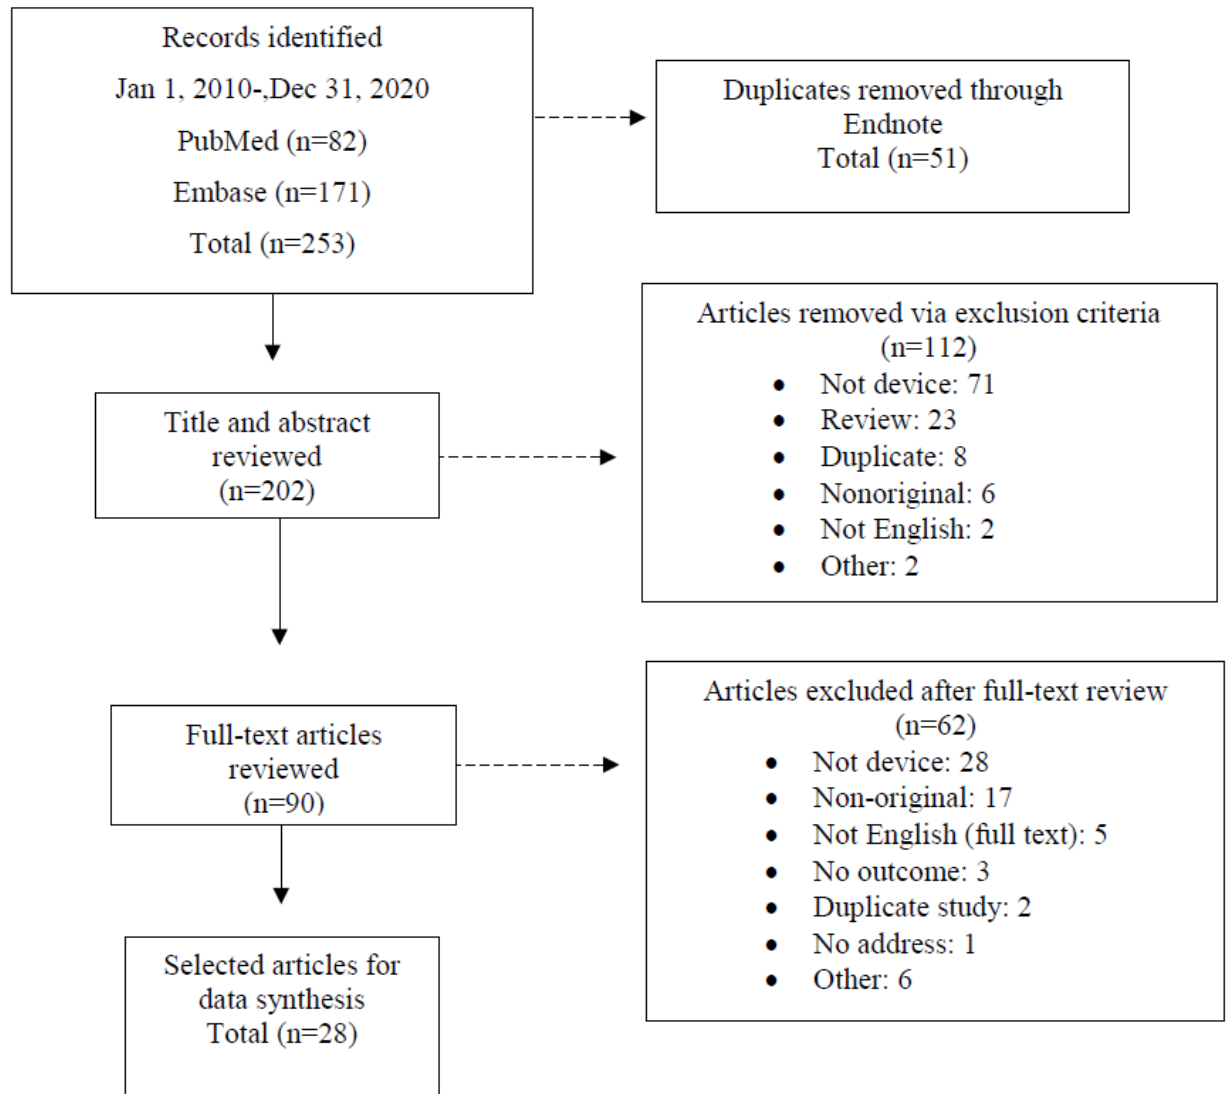 Records identified
Jan 1, 2010-,Dec 31, 2020
PubMed (n=82)
Embase (n=171)
Total (n=253)
Duplicates removed through
Endnote
Total (n=51)
Title and abstract
reviewed
(n=202)
Articles removed via exclusion criteria
(n=112)
• Not device: 71
• Review: 23
• Duplicate: 8
• Nonoriginal: 6
• Not English: 2
• Other: 2
Full-text articles
reviewed
(n=90)
Articles excluded after full-text review
(n=62)
• Not device: 28
• Non-original: 17
• Not English (full text): 5
• No outcome: 3
• Duplicate study: 2
• No address: 1
• Other: 6
Selected articles for
data synthesis
Total (n=28)